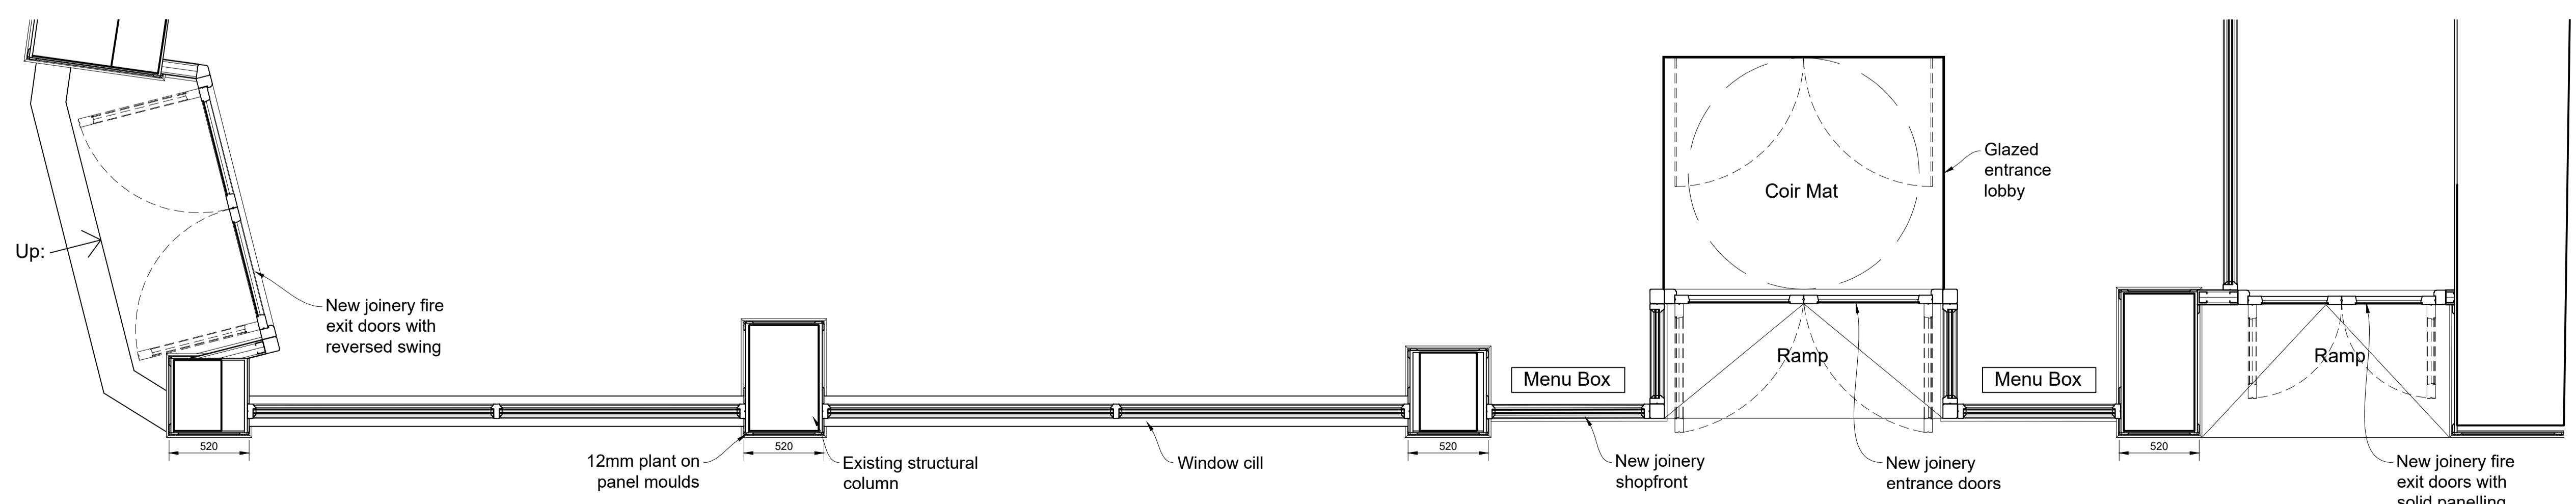 Up:
New joinery fire
exit doors with
reversed swing
520
12mm plant on
panel moulds
520
Existing structural
column
Window cill
520
Menu Box
New joinery
shopfront
Coir Mat
Glazed
entrance
lobby
Ramp
New joinery
entrance doors
Menu Box
520
Ramp
New joinery fire
exit doors with
solid panelling